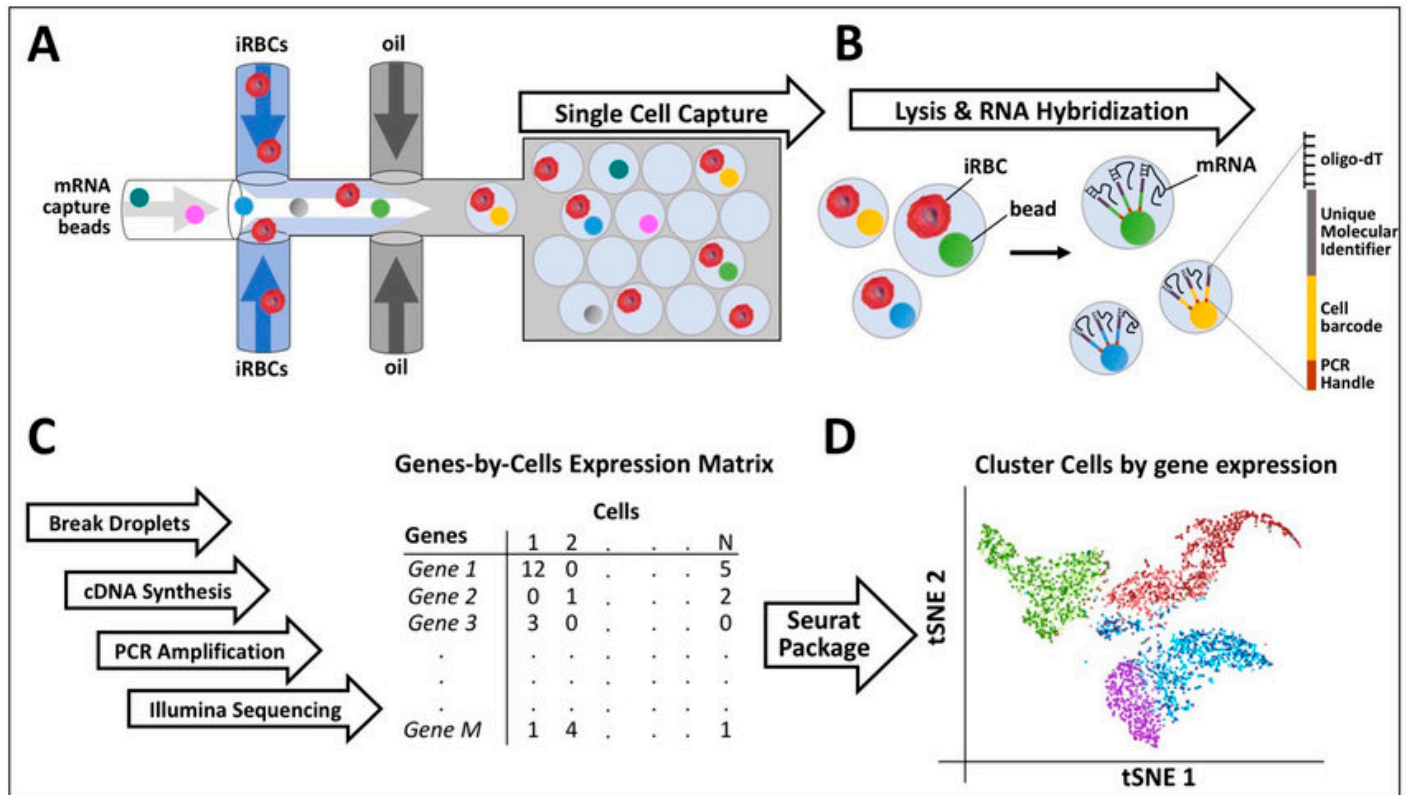 A
iRBCs
oil
mRNA
capture
beads
iRBCs
oil
Single Cell Capture
B
Lysis & RNA Hybridization
iRBC
bead
mRNA
oligo-dT
Unique
Molecular
Identifier
Cell
barcode
PCR
Handle
C
Break Droplets
cDNA Synthesis
PCR Amplification
Illumina Sequencing
Genes-by-Cells Expression Matrix
Cells
Genes 1 2 . . . N
Gene 1 12 0 . . . 5
Gene 2 0 1 . . . 2
Gene 3 3 0 . . . 0
. . . . . . .
. . . . . . .
. . . . . . .
Gene M 1 4 . . . 1
Seurat
Package
D
Cluster Cells by gene expression
tSNE 2
tSNE 1